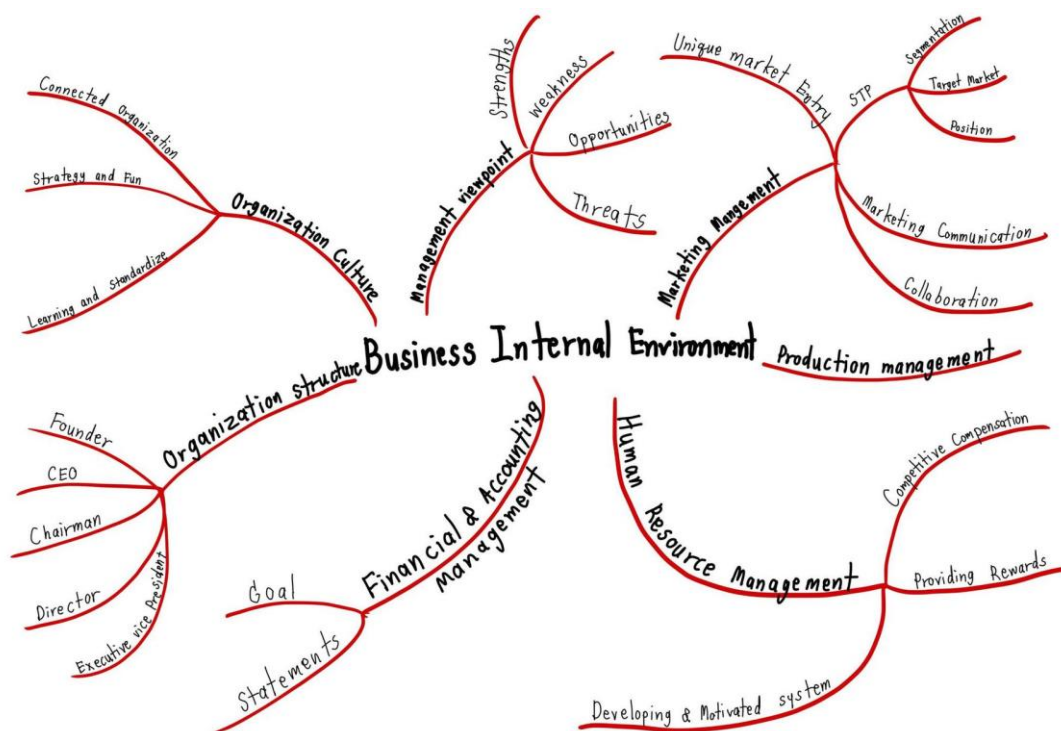 Business Internal Environment
Organization Culture
Connected Organization
Strategy and Fun
Learning and Standardize
Management viewpoint
Strengths
Weakness
Opportunities
Threats
Marketing Mangement
Unique market Entry
STP
Segmentation
Target Market
Position
Marketing Communication
Collaboration
Production management
Human Resource Management
Competitive Compensation
Providing Rewards
Developing & Motivated system
Financial & Accounting
Management
Goal
Statements
Organization structure
Founder
CEO
Chairman
Director
Executive vice President